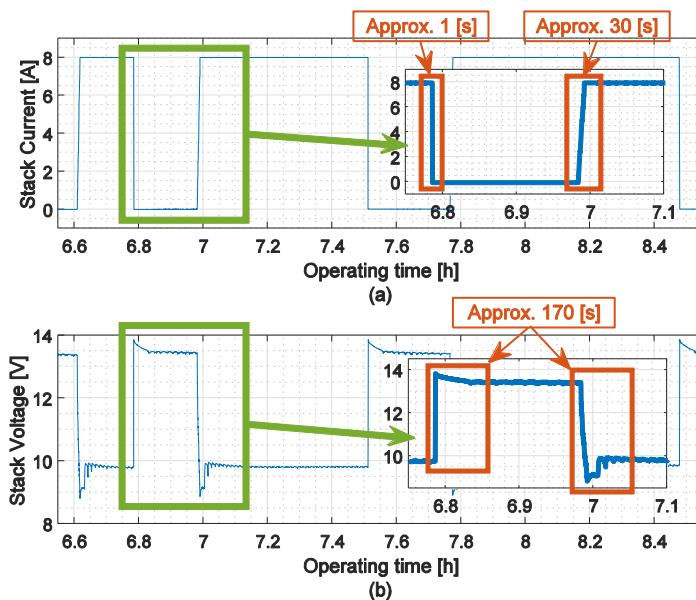 Approx. 1 [s]
Approx. 30 [s]
Stack Current [A]
8
6
4
2
0
8
6
4
2
0
6.8 6.9 7 7.1
6.6 6.8 7 7.2 7.4 7.6 7.8 8 8.2 8.4
Operating time [h]
(a)
Approx. 170 [s]
Stack Voltage [V]
14
12
10
8
14
12
10
6.8 6.9 7 7.1
6.6 6.8 7 7.2 7.4 7.6 7.8 8 8.2 8.4
Operating time [h]
(b)